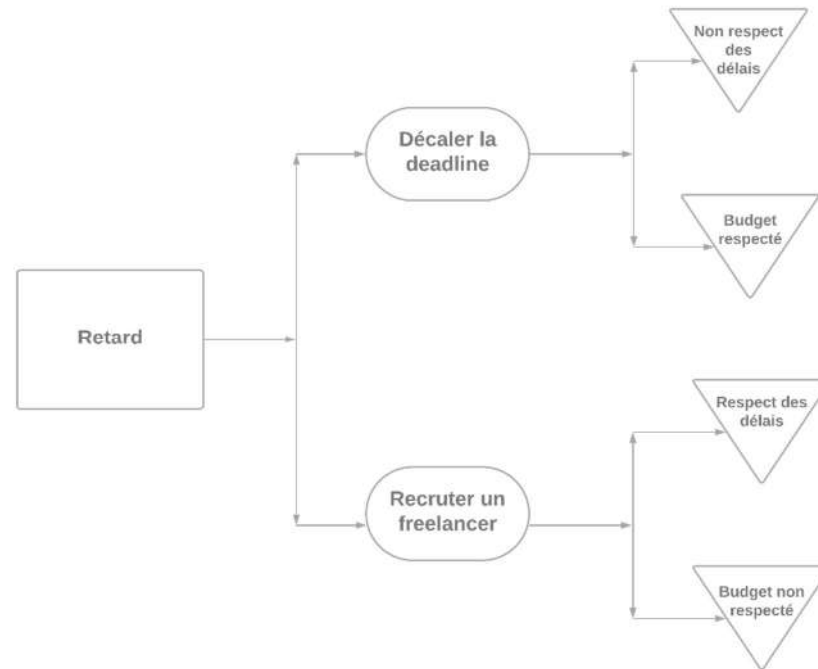 Non respect
des
délais
Décaler la
deadline
Budget
respecté
Retard
Respect des
délais
Recruter un
freelancer
Budget non
respecté